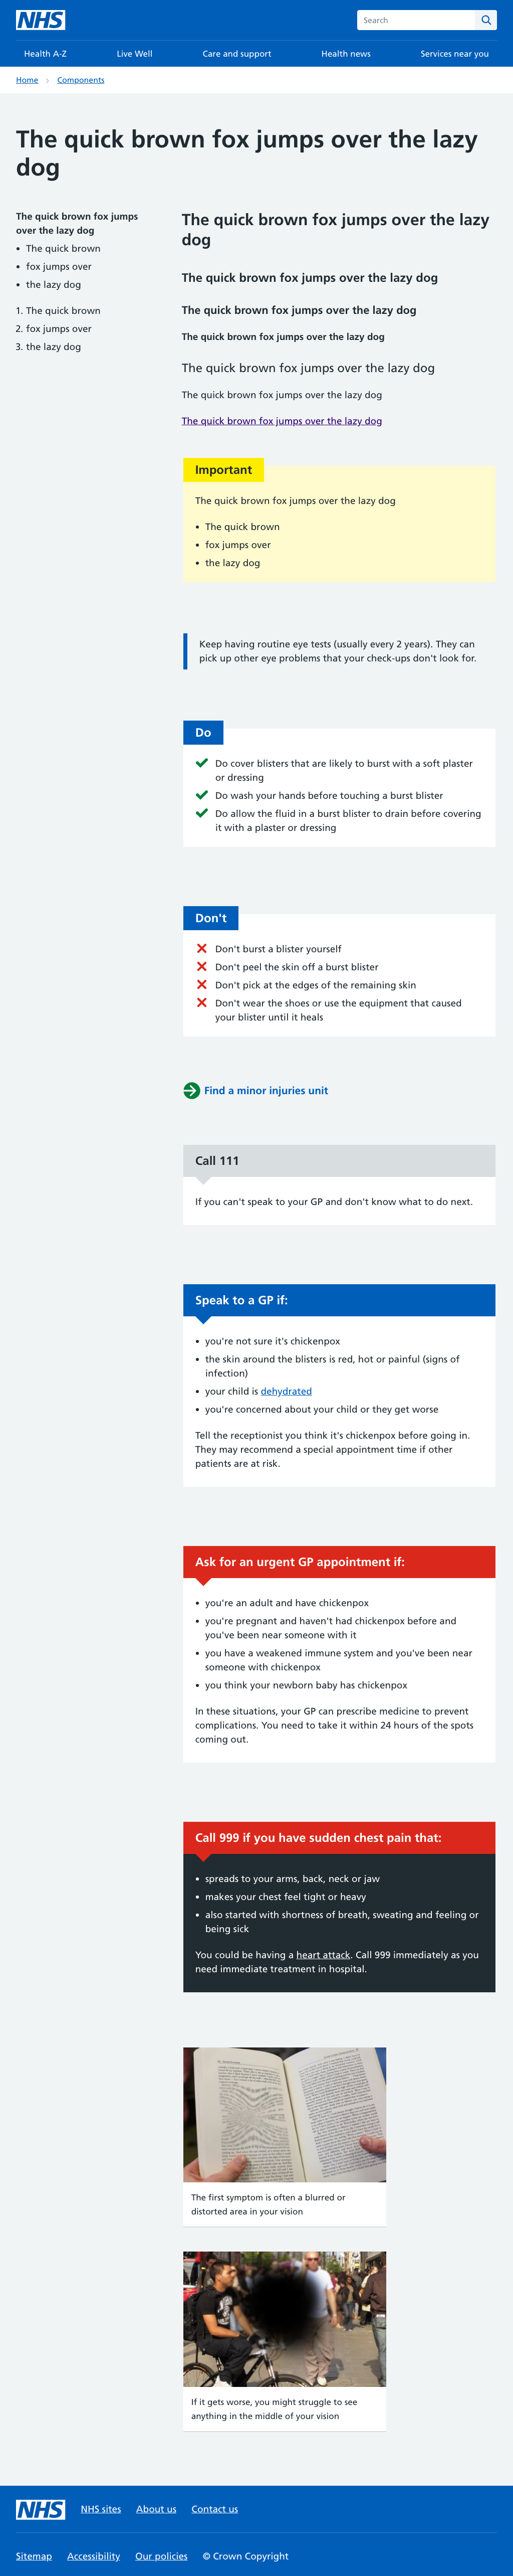 NHS
Search
Health A-Z
Live Well
Care and support
Health news
Services near you
Home
Components
The quick brown fox jumps over the lazy
dog
The quick brown fox jumps
over the lazy dog
• The quick brown
• fox jumps over
• the lazy dog
1. The quick brown
2. fox jumps over
3. the lazy dog
The quick brown fox jumps over the lazy
dog
The quick brown fox jumps over the lazy dog
The quick brown fox jumps over the lazy dog
The quick brown fox jumps over the lazy dog
The quick brown fox jumps over the lazy dog
The quick brown fox jumps over the lazy dog
The quick brown fox jumps over the lazy dog
Important
The quick brown fox jumps over the lazy dog
• The quick brown
• fox jumps over
• the lazy dog
Keep having routine eye tests (usually every 2 years). They can
pick up other eye problems that your check-ups don't look for.
Do
Do cover blisters that are likely to burst with a soft plaster
or dressing
Do wash your hands before touching a burst blister
Do allow the fluid in a burst blister to drain before covering
it with a plaster or dressing
Don't
Don't burst a blister yourself
Don't peel the skin off a burst blister
Don't pick at the edges of the remaining skin
Don't wear the shoes or use the equipment that caused
your blister until it heals
Find a minor injuries unit
Call 111
If you can't speak to your GP and don't know what to do next.
Speak to a GP if:
• you're not sure it's chickenpox
• the skin around the blisters is red, hot or painful (signs of
infection)
• your child is dehydrated
• you're concerned about your child or they get worse
Tell the receptionist you think it's chickenpox before going in.
They may recommend a special appointment time if other
patients are at risk.
Ask for an urgent GP appointment if:
• you're an adult and have chickenpox
• you're pregnant and haven't had chickenpox before and
you've been near someone with it
• you have a weakened immune system and you've been near
someone with chickenpox
• you think your newborn baby has chickenpox
In these situations, your GP can prescribe medicine to prevent
complications. You need to take it within 24 hours of the spots
coming out.
Call 999 if you have sudden chest pain that:
• spreads to your arms, back, neck or jaw
• makes your chest feel tight or heavy
• also started with shortness of breath, sweating and feeling or
being sick
You could be having a heart attack. Call 999 immediately as you
need immediate treatment in hospital.
The first symptom is often a blurred or
distorted area in your vision
If it gets worse, you might struggle to see
anything in the middle of your vision
NHS
NHS sites
About us
Contact us
Sitemap
Accessibility
Our policies
© Crown Copyright